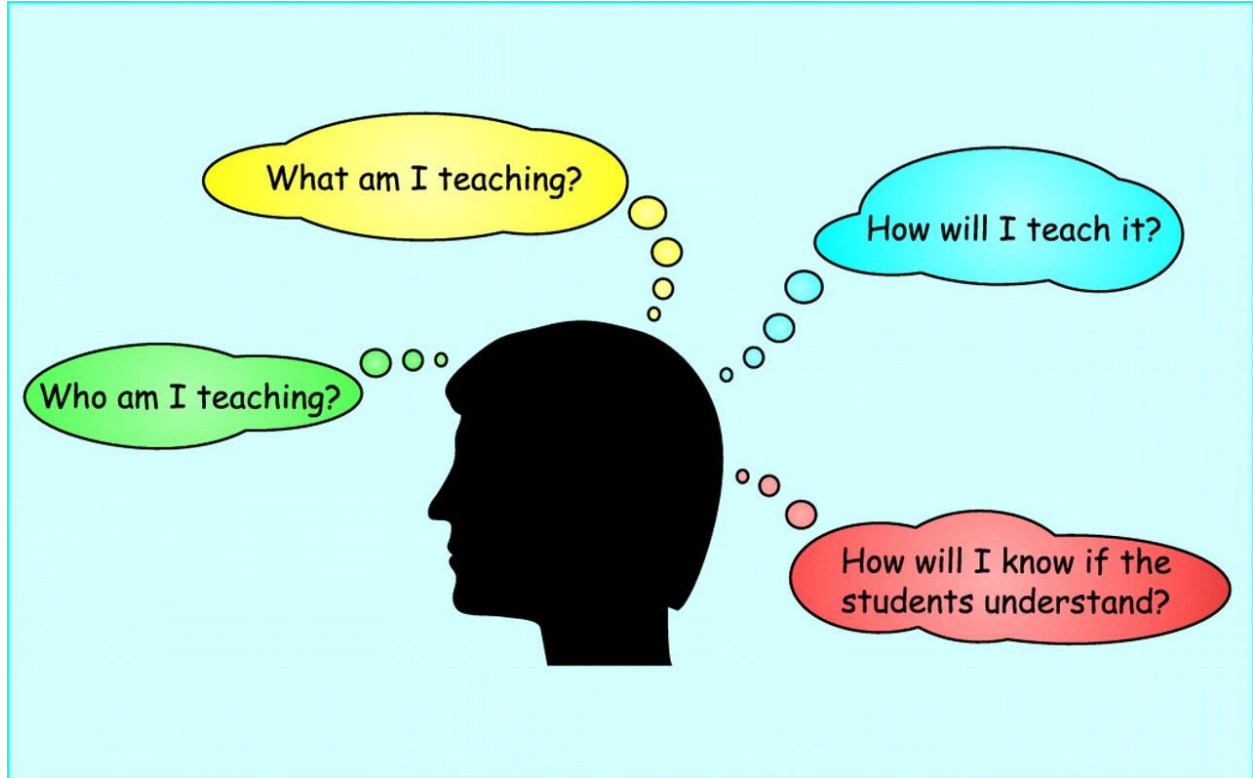 What am I teaching?
How will I teach it?
Who am I teaching?
How will I know if the
students understand?